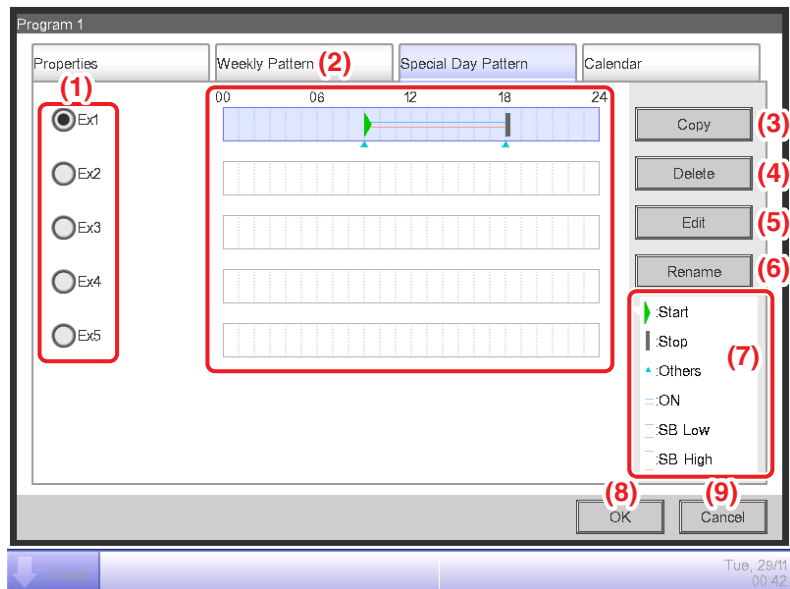 Program 1
Properties
Weekly Pattern (2)
Special Day Pattern
Calendar
(1)
00 06 12 18 24
Ex1
Ex2
Ex3
Ex4
Ex5
Copy (3)
Delete (4)
Edit (5)
Rename (6)
:Start
:Stop
(7)
:Others
:ON
:SB Low
:SB High
(8) (9)
OK Cancel
Tue, 29/11
00:42